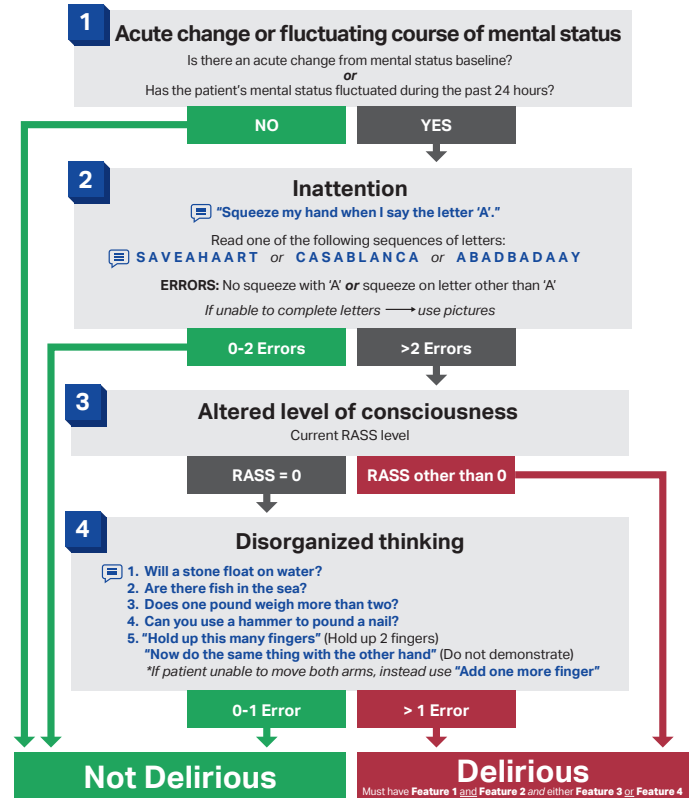 1
Acute change or fluctuating course of mental status
Is there an acute change from mental status baseline?
or
Has the patient's mental status fluctuated during the past 24 hours?
NO
YES
2
Inattention
"Squeeze my hand when I say the letter 'A'."
Read one of the following sequences of letters:
S A V E A H A A R T or C A S A B L A N C A or A B A D B A D A A Y
ERRORS: No squeeze with 'A' or squeeze on letter other than 'A'
If unable to complete letters → use pictures
0-2 Errors
>2 Errors
3
Altered level of consciousness
Current RASS level
RASS = 0
RASS other than 0
4
Disorganized thinking
1. Will a stone float on water?
2. Are there fish in the sea?
3. Does one pound weigh more than two?
4. Can you use a hammer to pound a nail?
5. "Hold up this many fingers" (Hold up 2 fingers)
"Now do the same thing with the other hand" (Do not demonstrate)
*If patient unable to move both arms, instead use "Add one more finger"
0-1 Error
> 1 Error
Not Delirious
Delirious
Must have Feature 1 and Feature 2 and either Feature 3 or Feature 4